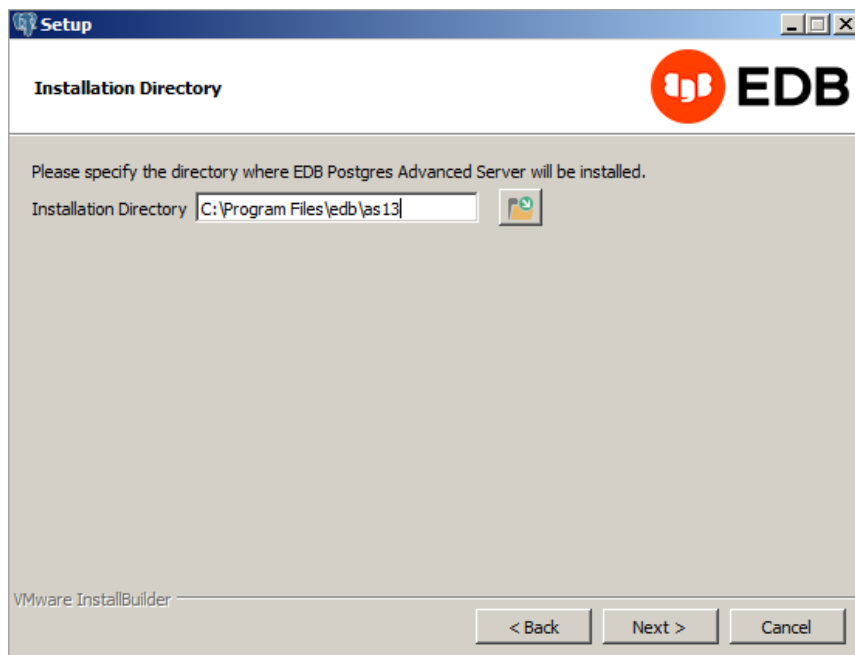 Setup
Installation Directory
EDB
Please specify the directory where EDB Postgres Advanced Server will be installed.
Installation Directory C:\Program Files\edb\as13
VMware InstallBuilder
< Back Next > Cancel